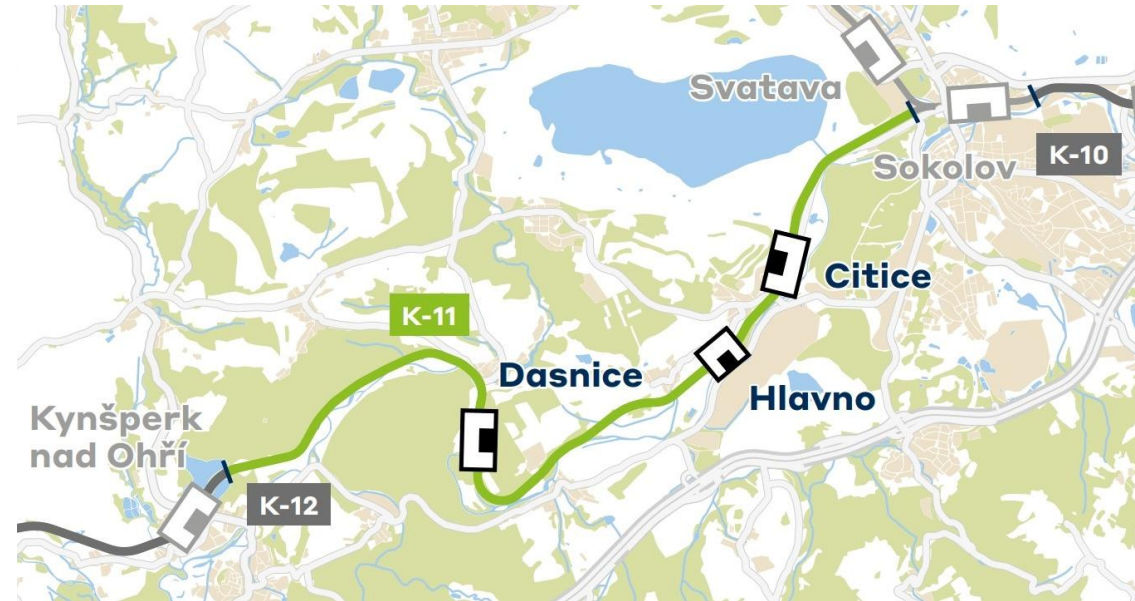 Svatava
K-10
Sokolov
Citice
K-11
Dasnice
Hlavno
Kynšperk
nad Ohří
K-12